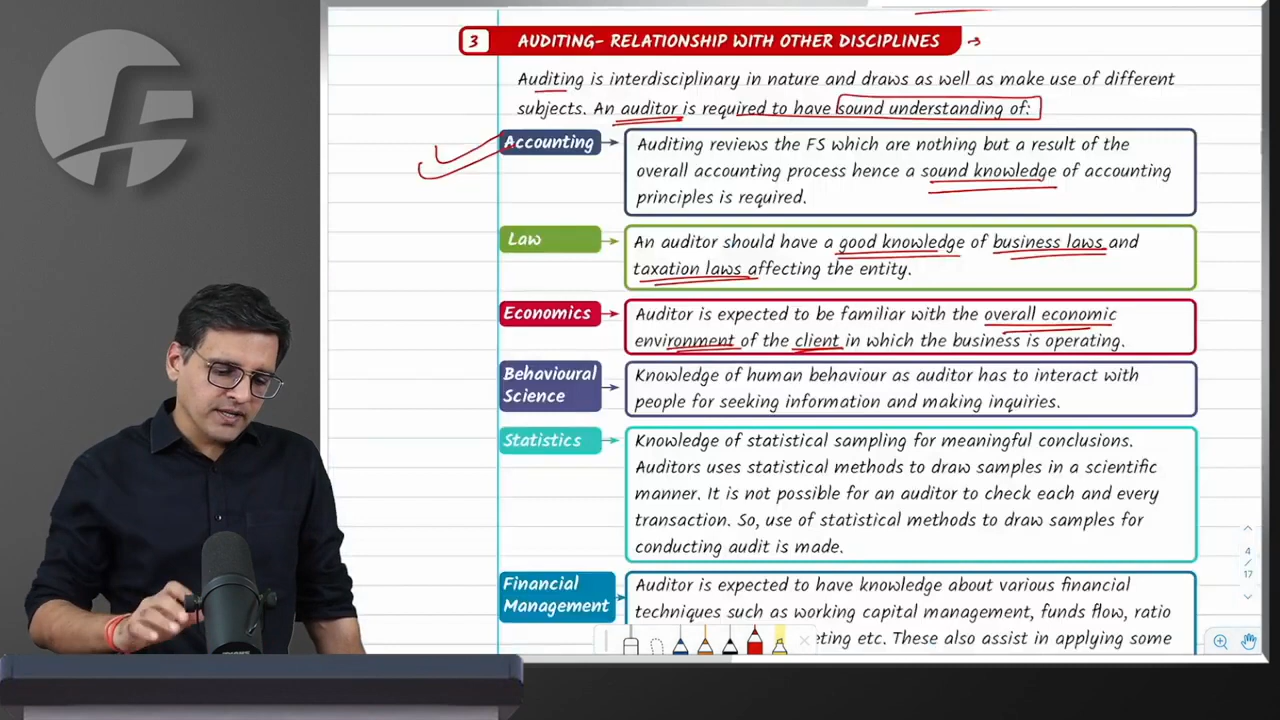 3 AUDITING- RELATIONSHIP WITH OTHER DISCIPLINES
Auditing is interdisciplinary in nature and draws as well as make use of different
subjects. An auditor is required to have sound understanding of:
Accounting
Auditing reviews the FS which are nothing but a result of the
overall accounting process hence a sound knowledge of accounting
principles is required.
Law
An auditor should have a good knowledge of business laws and
taxation laws affecting the entity.
Economics
Auditor is expected to be familiar with the overall economic
environment of the client in which the business is operating.
Behavioural
Science
Knowledge of human behaviour as auditor has to interact with
people for seeking information and making inquiries.
Statistics
Knowledge of statistical sampling for meaningful conclusions.
Auditors uses statistical methods to draw samples in a scientific
manner. It is not possible for an auditor to check each and every
transaction. So, use of statistical methods to draw samples for
conducting audit is made.
Financial
Management
Auditor is expected to have knowledge about various financial
techniques such as working capital management, funds flow, ratio
eting etc. These also assist in applying some
4
/
17